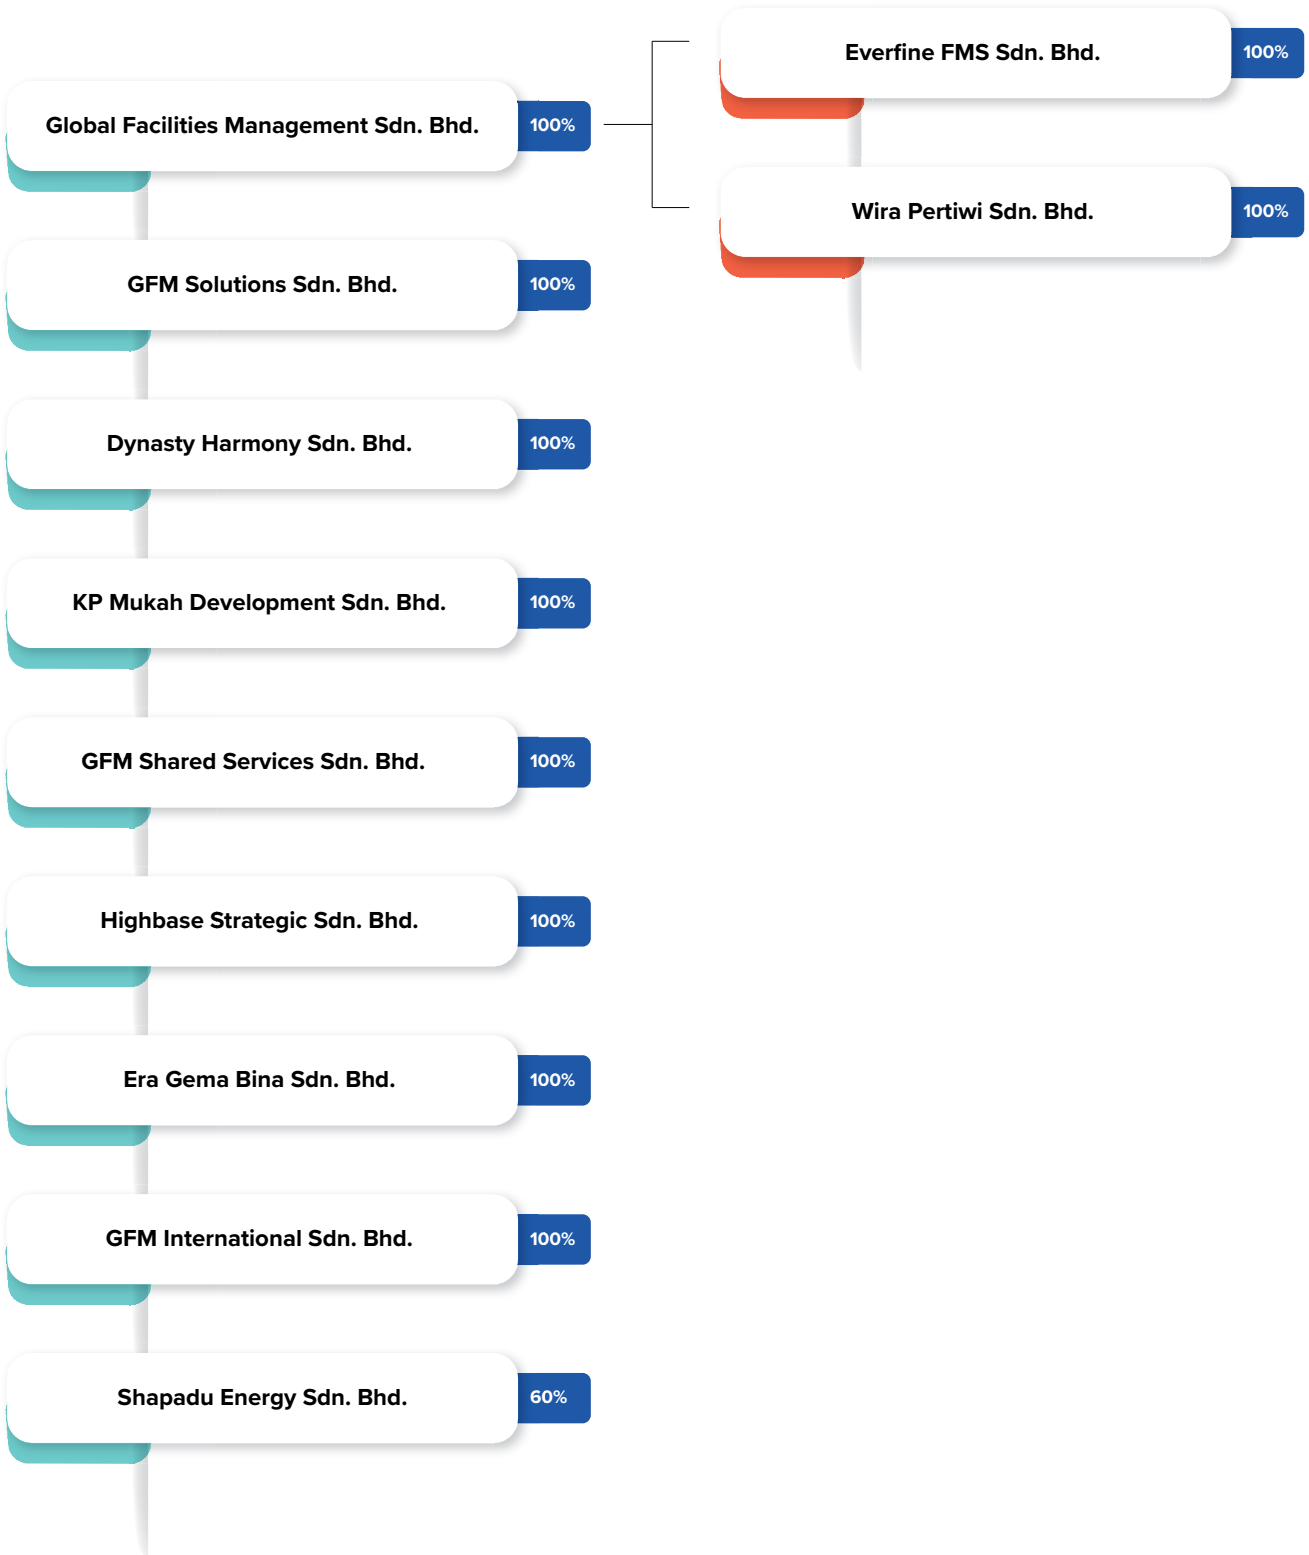 Global Facilities Management Sdn. Bhd.
100%
Everfine FMS Sdn. Bhd.
100%
Wira Pertiwi Sdn. Bhd.
100%
GFM Solutions Sdn. Bhd.
100%
Dynasty Harmony Sdn. Bhd.
100%
KP Mukah Development Sdn. Bhd.
100%
GFM Shared Services Sdn. Bhd.
100%
Highbase Strategic Sdn. Bhd.
100%
Era Gema Bina Sdn. Bhd.
100%
GFM International Sdn. Bhd.
100%
Shapadu Energy Sdn. Bhd.
60%